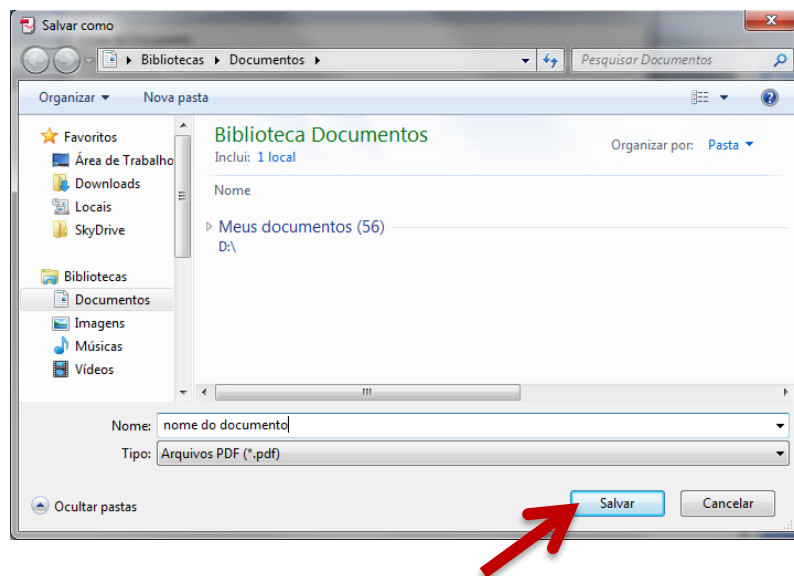 Salvar como
Bibliotecas Documentos
Pesquisar Documentos
Organizar Nova pasta
Favoritos
Área de Trabalho
Downloads
Locais
SkyDrive
Bibliotecas
Documentos
Imagens
Músicas
Vídeos
Biblioteca Documentos
Inclui: 1 local
Organizar por: Pasta
Nome
Meus documentos (56)
D:\
Nome: nome do documento
Tipo: Arquivos PDF (*.pdf)
Ocultar pastas
Salvar Cancelar